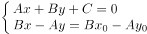 Ax + By + C = 0
Bx − Ay = Bx₀ − Ay₀